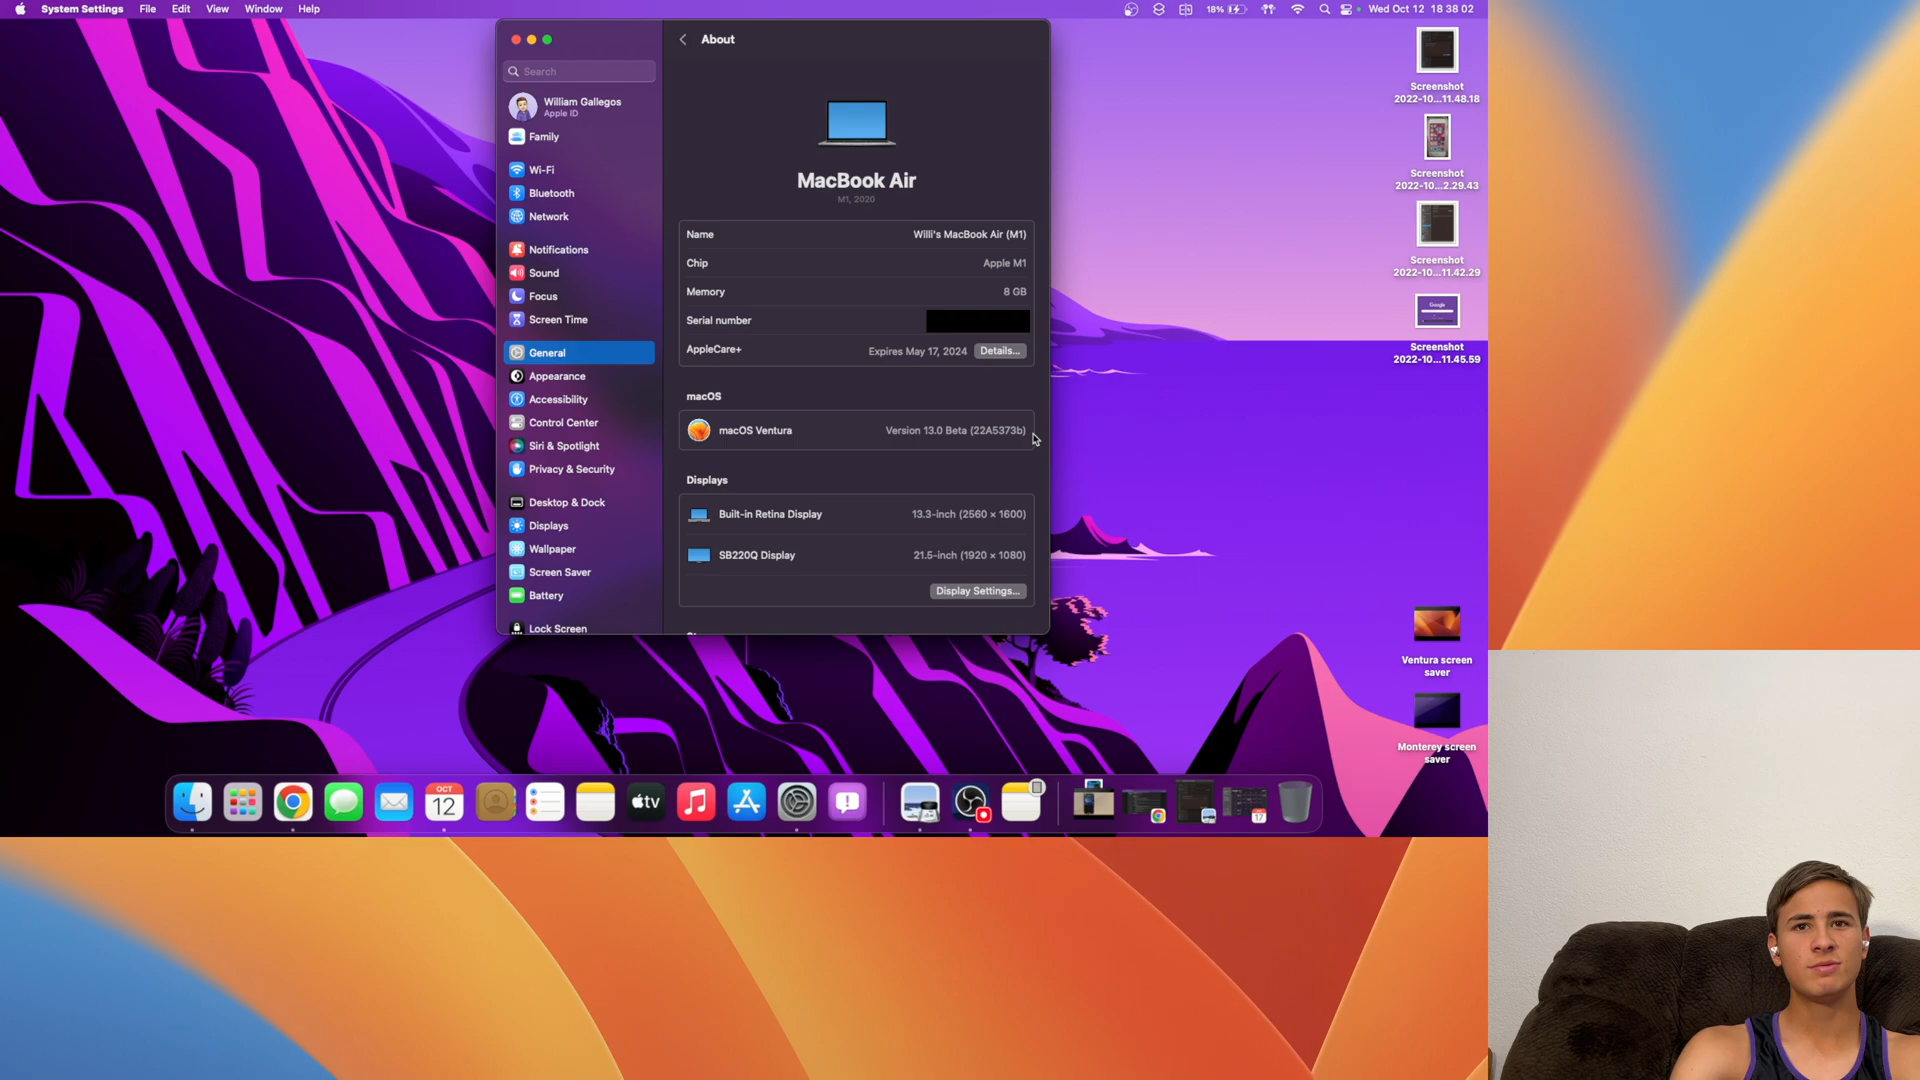 System Settings File Edit View Window Help
18% Wed Oct 12 18 38 02
Search
William Gallegos
Apple ID
Family
Wi-Fi
Bluetooth
Network
Notifications
Sound
Focus
Screen Time
General
Appearance
Accessibility
Control Center
Siri & Spotlight
Privacy & Security
Desktop & Dock
Displays
Wallpaper
Screen Saver
Battery
Lock Screen
About
MacBook Air
M1, 2020
Name Willi's MacBook Air (M1)
Chip Apple M1
Memory 8 GB
Serial number
AppleCare+ Expires May 17, 2024 Details...
macOS
macOS Ventura Version 13.0 Beta (22A5373b)
Displays
Built-in Retina Display 13.3-inch (2560 × 1600)
SB220Q Display 21.5-inch (1920 × 1080)
Display Settings...
Screenshot
2022-10...11.48.18
Screenshot
2022-10...2.29.43
Screenshot
2022-10...11.42.29
Google
Screenshot
2022-10...11.45.59
Ventura screen
saver
Monterey screen
saver
OCT
12
tv
17